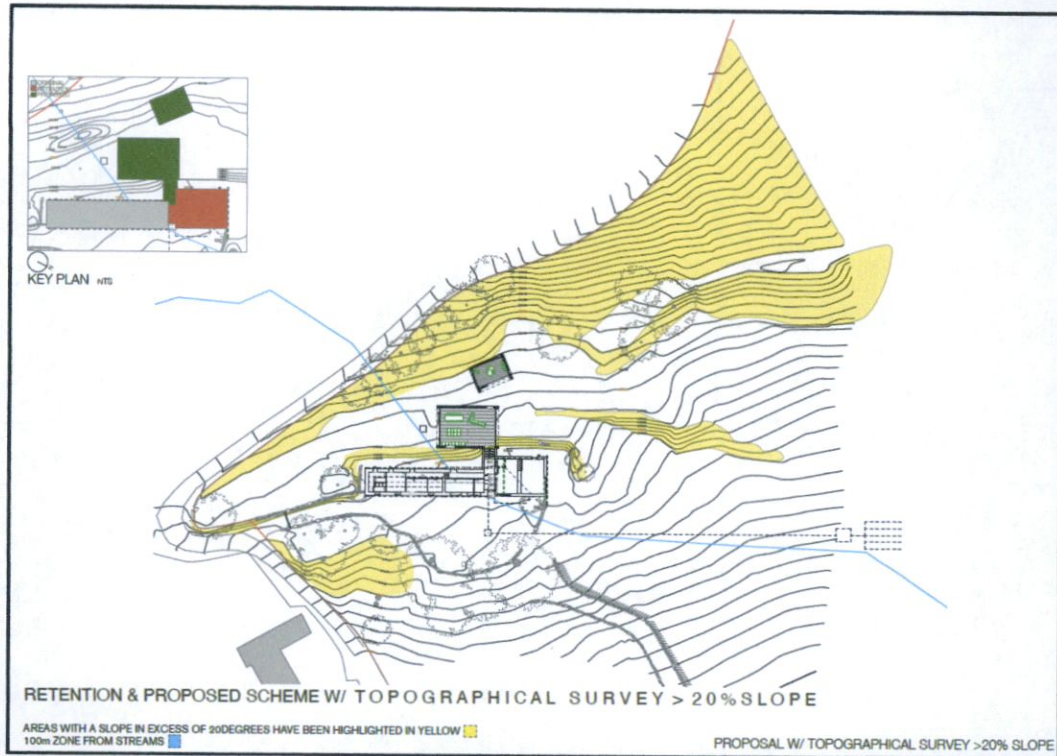 KEY PLAN NTS
RETENTION & PROPOSED SCHEME W/ TOPOGRAPHICAL SURVEY > 20% SLOPE
AREAS WITH A SLOPE IN EXCESS OF 20DEGREES HAVE BEEN HIGHLIGHTED IN YELLOW
100m ZONE FROM STREAMS
PROPOSAL W/ TOPOGRAPHICAL SURVEY >20% SLOPE